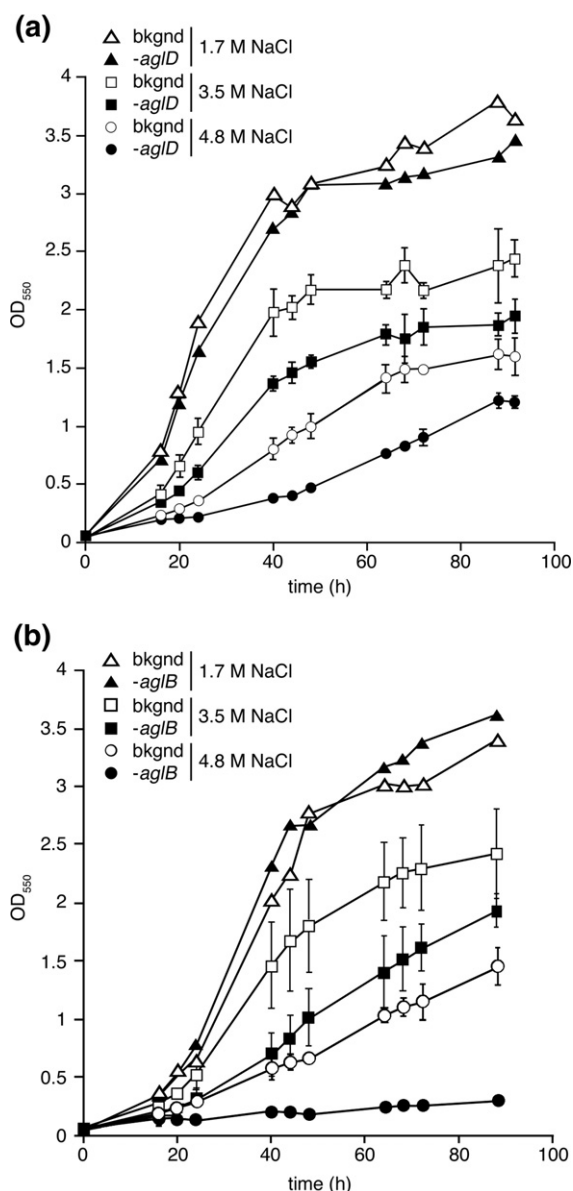 (a)
bkgnd
-aglD
1.7 M NaCl
bkgnd
-aglD
3.5 M NaCl
bkgnd
-aglD
4.8 M NaCl
4
3.5
3
2.5
2
1.5
1
0.5
0
OD550
0 20 40 60 80 100
time (h)
(b)
bkgnd
-aglB
1.7 M NaCl
bkgnd
-aglB
3.5 M NaCl
bkgnd
-aglB
4.8 M NaCl
4
3.5
3
2.5
2
1.5
1
0.5
0
OD550
0 20 40 60 80 100
time (h)